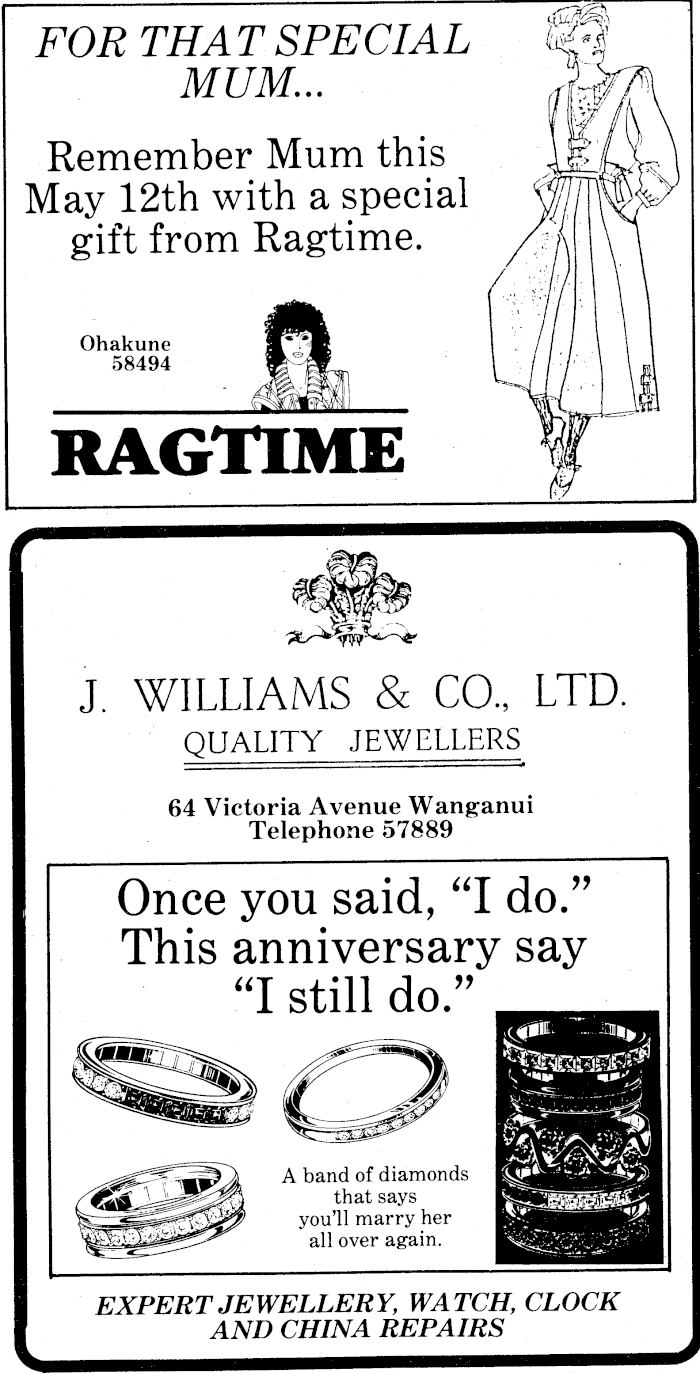 FOR THAT SPECIAL
MUM...
Remember Mum this
May 12th with a special
gift from Ragtime.
Ohakune
58494
RAGTIME
J. WILLIAMS & CO., LTD.
QUALITY JEWELLERS
64 Victoria Avenue Wanganui
Telephone 57889
Once you said, “I do.”
This anniversary say
“I still do.”
A band of diamonds
that says
you'll marry her
all over again.
EXPERT JEWELLERY, WATCH, CLOCK
AND CHINA REPAIRS